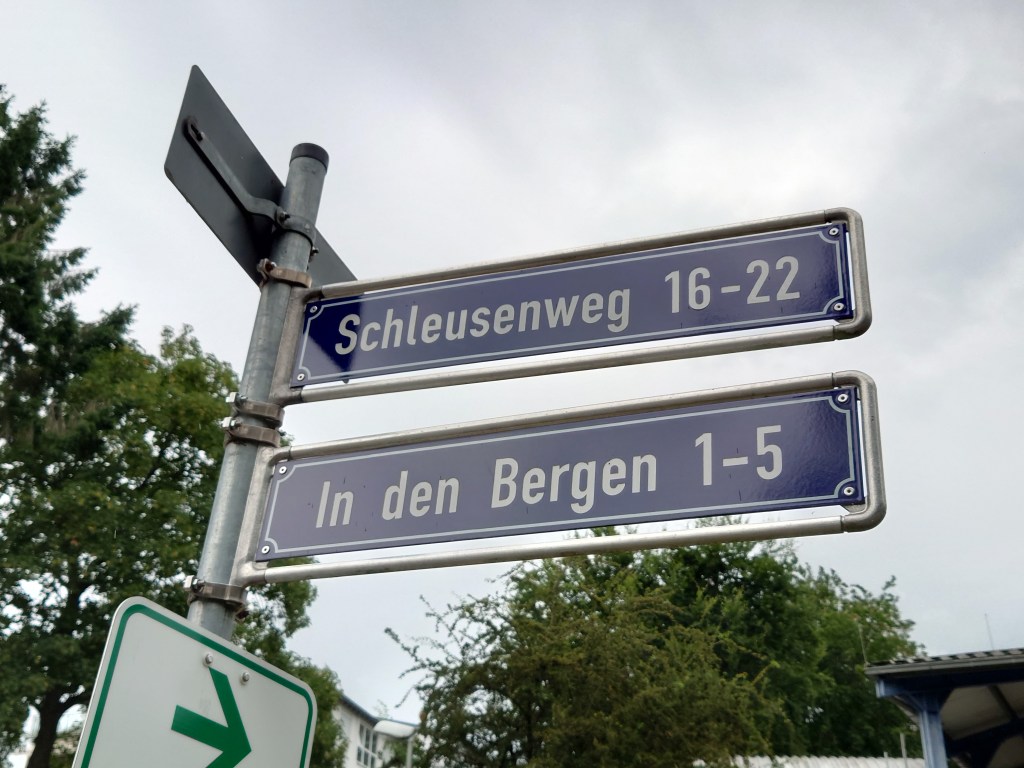 Schleusenweg 16-22
In den Bergen 1-5